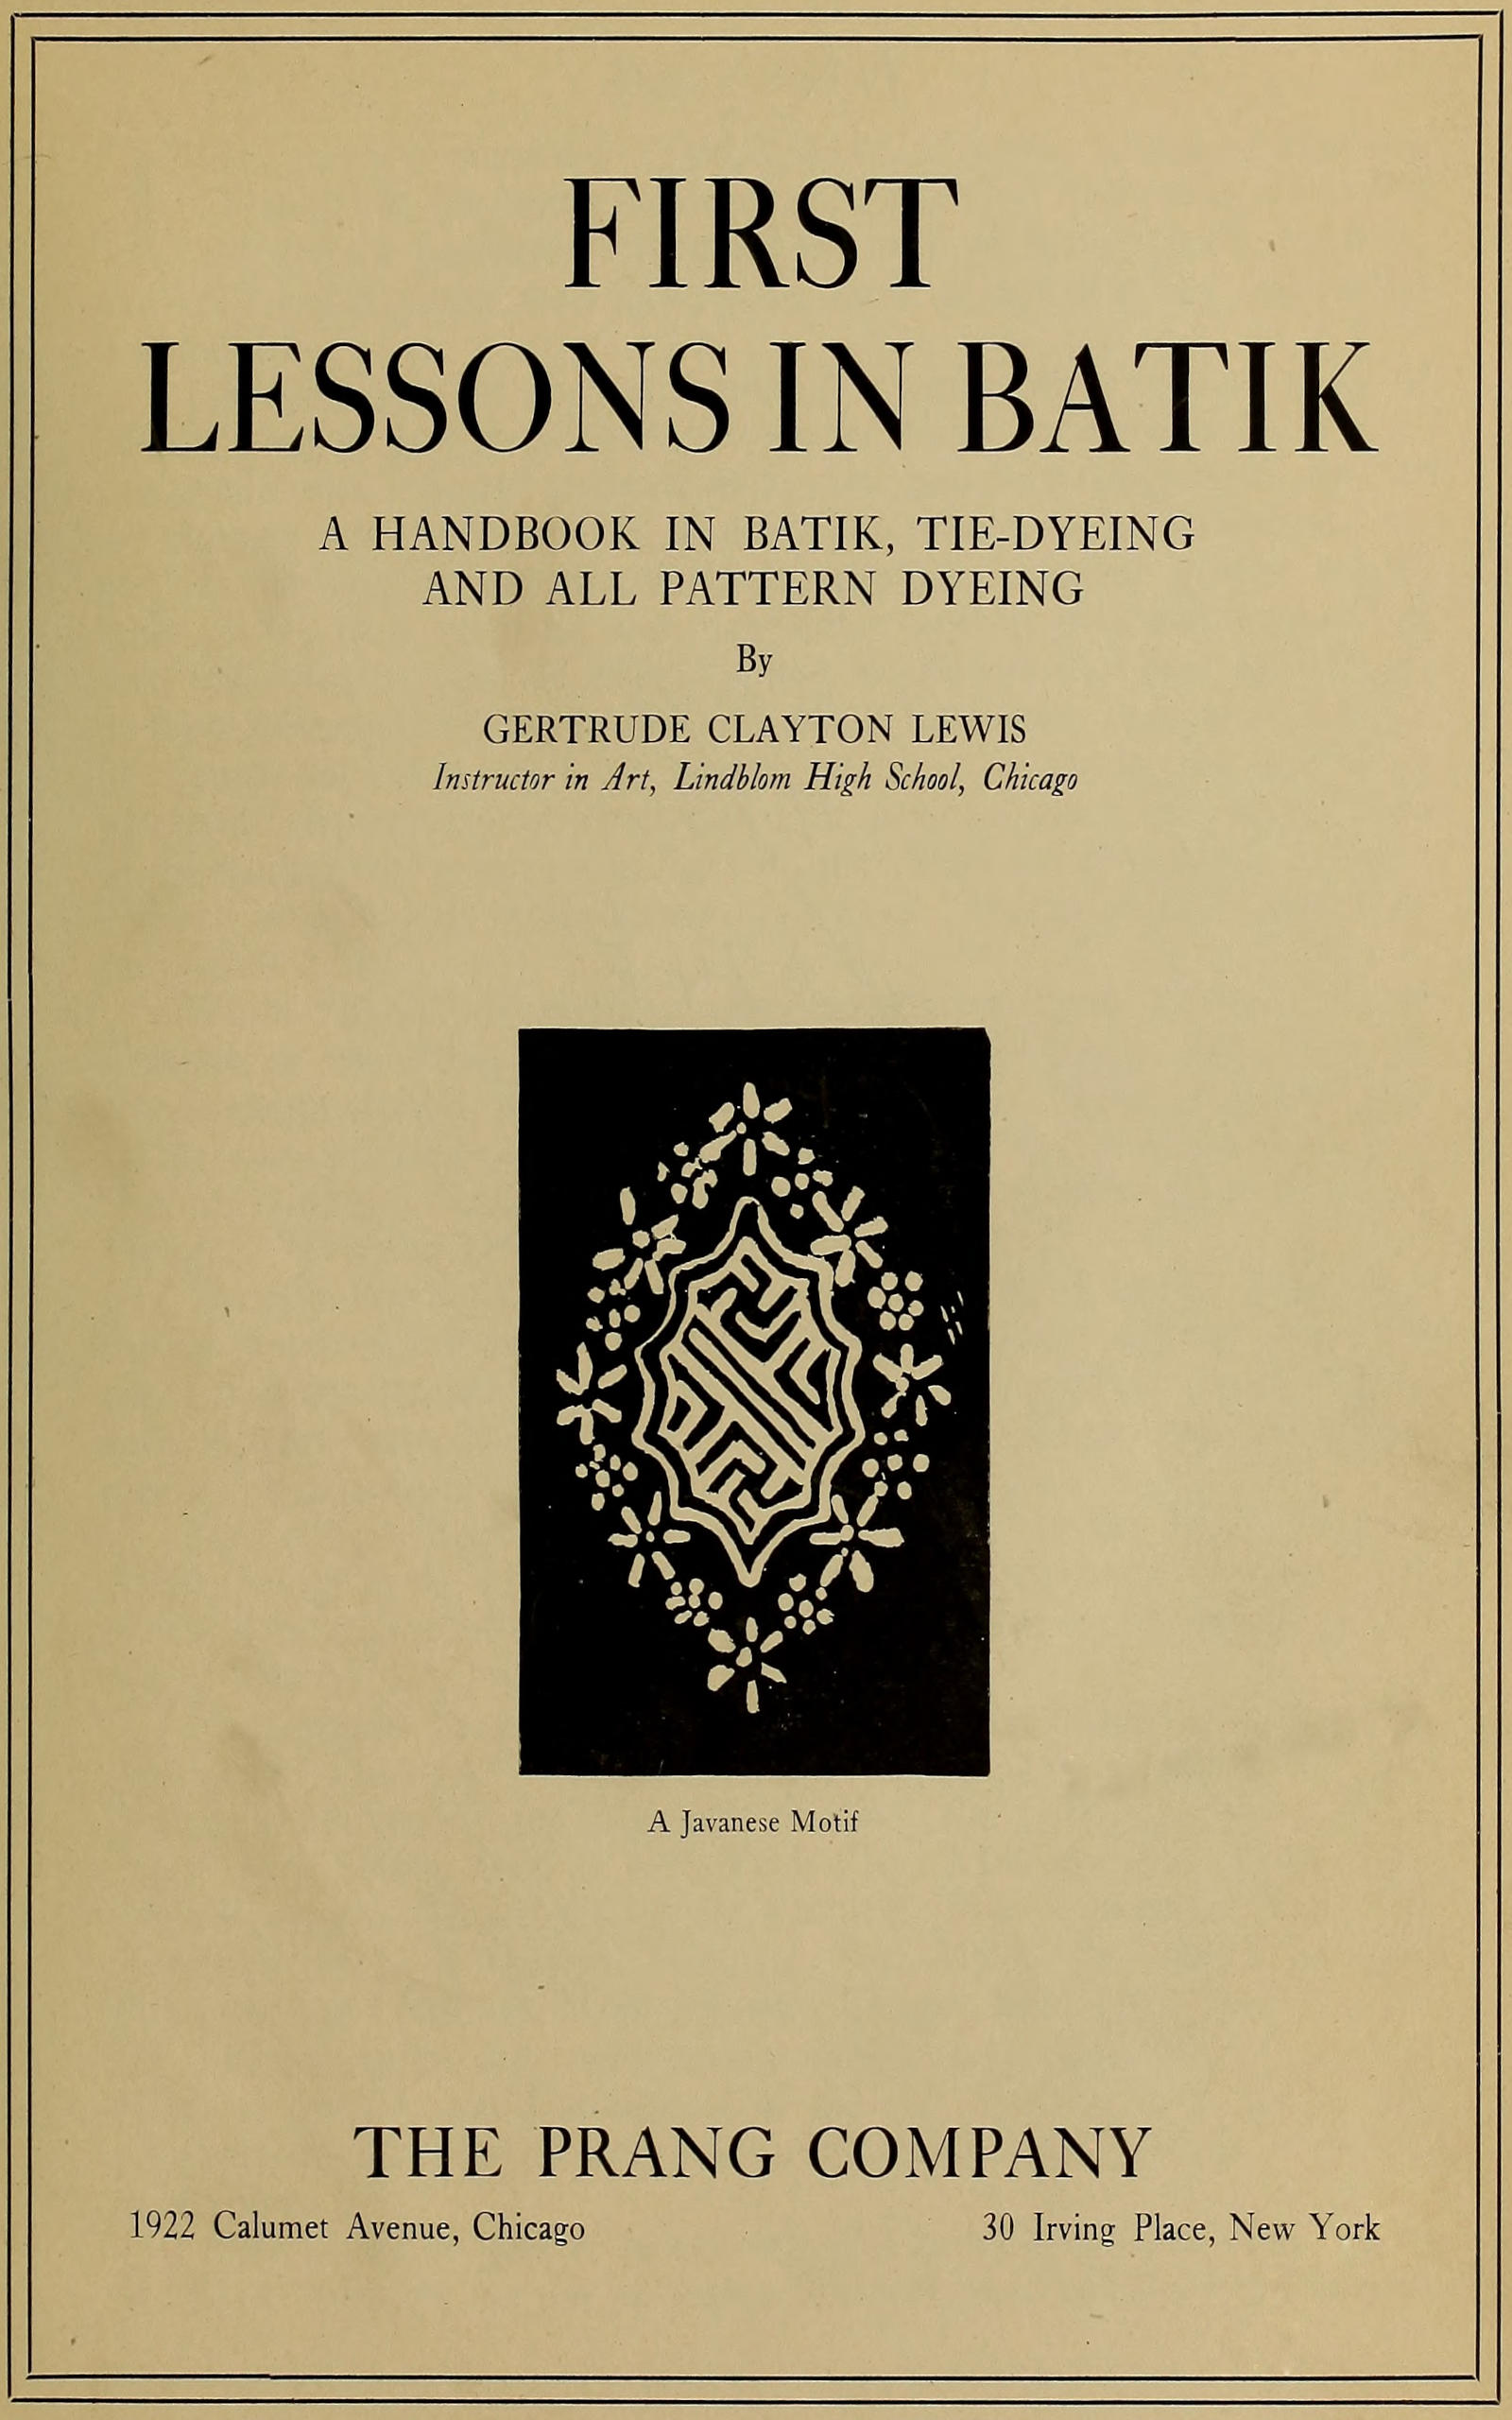 FIRST
LESSONS IN BATIK
A HANDBOOK IN BATIK, TIE-DYEING
AND ALL PATTERN DYEING
By
GERTRUDE CLAYTON LEWIS
Instructor in Art, Lindblom High School, Chicago
A Javanese Motif
THE PRANG COMPANY
1922 Calumet Avenue, Chicago
30 Irving Place, New York